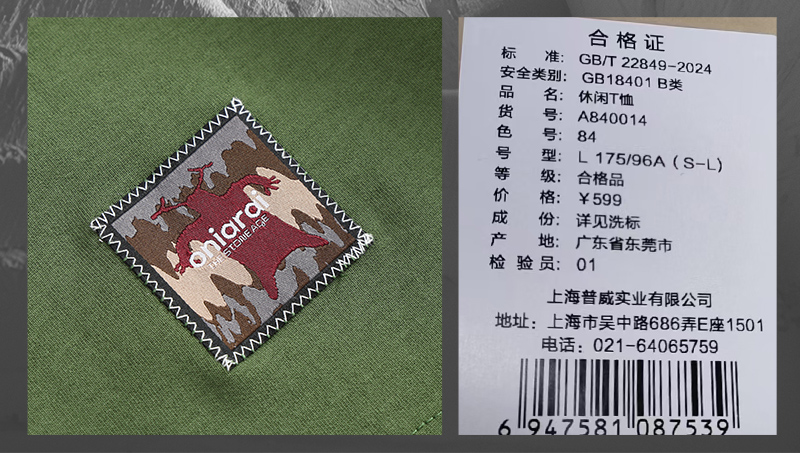 aniarai
THE STONE AGE
合格证
标 准: GB/T 22849-2024
安全类别: GB18401 B类
品 名: 休闲T恤
货 号: A840014
色 号: 84
号 型: L 175/96A (S-L)
等 级: 合格品
价 格: ￥599
成 份: 详见洗标
产 地: 广东省东莞市
检 验 员: 01
上海普威实业有限公司
地址: 上海市吴中路686弄E座1501
电话: 021-64065759
6 947581 087539